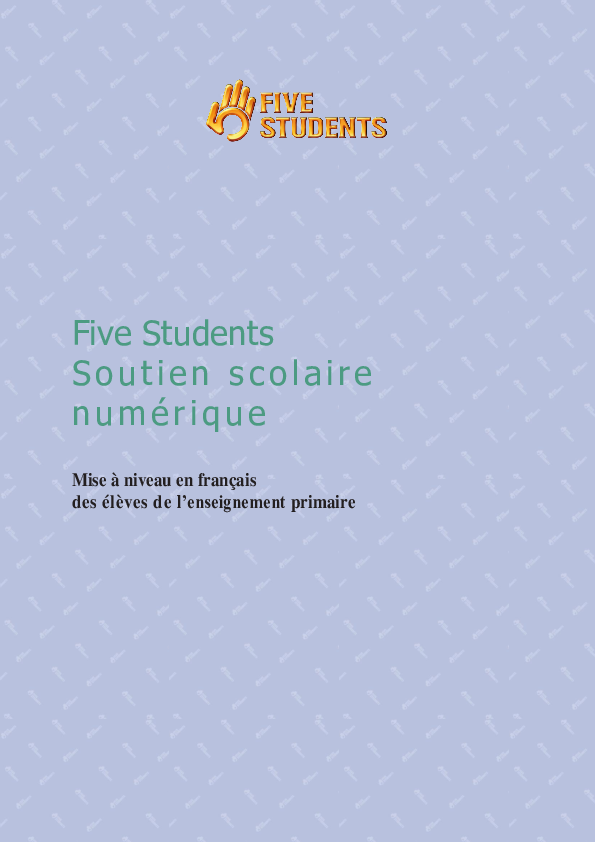 FIVE
STUDENTS
Five Students
Soutien scolaire
numérique
Mise à niveau en français
des élèves de l'enseignement primaire